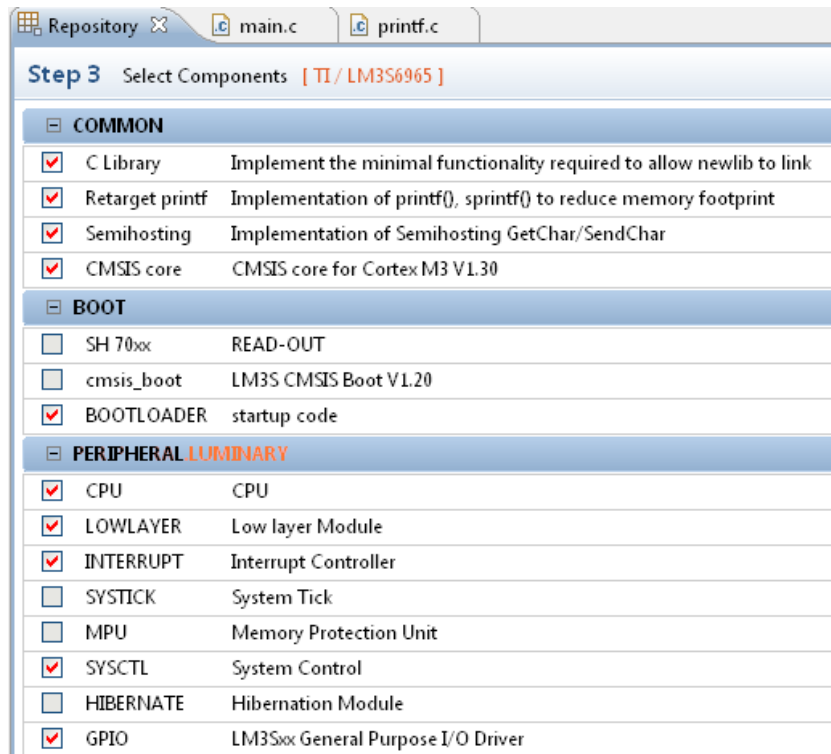 Repository main.c printf.c
Step 3 Select Components [ TI / LM3S6965 ]
COMMON
C Library Implement the minimal functionality required to allow newlib to link
Retarget printf Implementation of printf(), sprintf() to reduce memory footprint
Semihosting Implementation of Semihosting GetChar/SendChar
CMSIS core CMSIS core for Cortex M3 V1.30
BOOT
SH 70xx READ-OUT
cmsis_boot LM3S CMSIS Boot V1.20
BOOTLOADER startup code
PERIPHERAL LUMINARY
CPU CPU
LOWLAYER Low layer Module
INTERRUPT Interrupt Controller
SYSTICK System Tick
MPU Memory Protection Unit
SYSCTL System Control
HIBERNATE Hibernation Module
GPIO LM3Sxx General Purpose I/O Driver